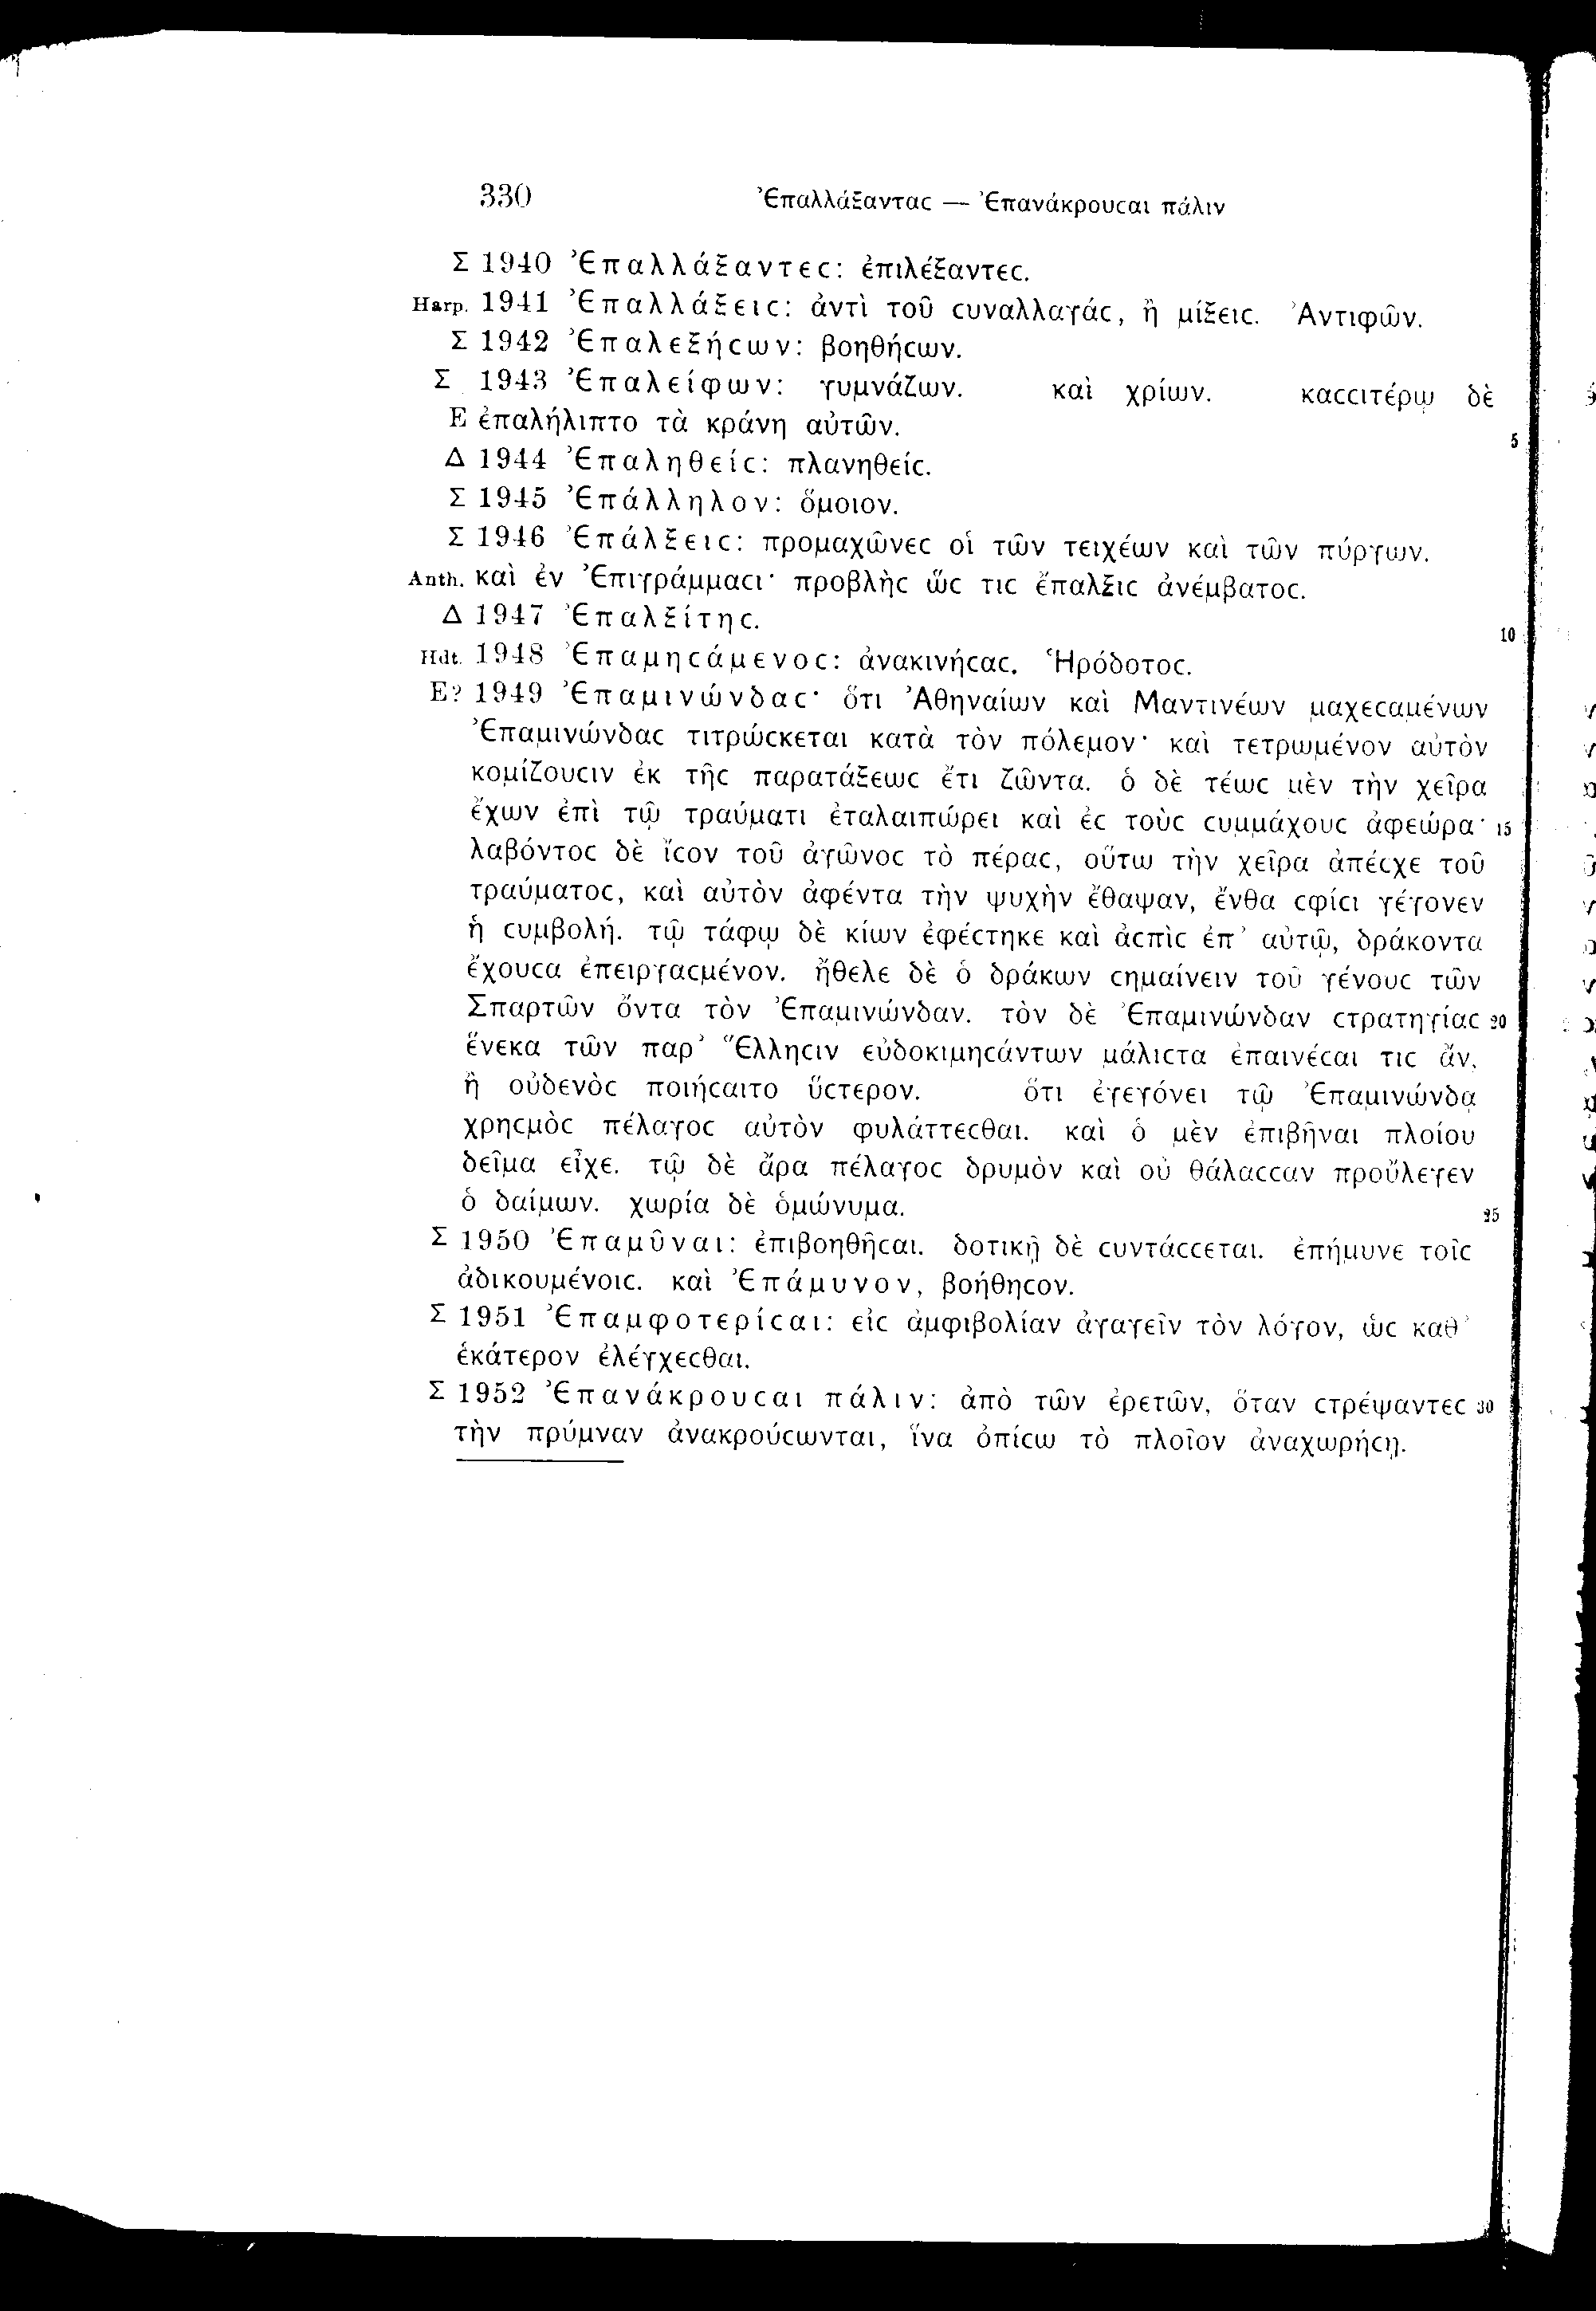 330 Ἐπαλλάξαντας — Ἐπανάκρουσαι πάλιν
Σ 1940 Ἐπαλλάξαντεϲ: ἐπιλέξαντεϲ.
Harp. 1941 Ἐπαλλάξειϲ: ἀντὶ τοῦ ϲυναλλαγάϲ, ἢ μίξειϲ. Ἀντιφῶν.
Σ 1942 Ἐπαλεξήϲων: βοηθήϲων.
Σ 1943 Ἐπαλείφων: γυμνάζων. καὶ χρίων. καϲϲιτέρῳ δὲ
E ἐπαλήλιπτο τὰ κράνη αὐτῶν. 5
Δ 1944 Ἐπαληθείϲ: πλανηθείϲ.
Σ 1945 Ἐπάλληλον: ὅμοιον.
Σ 1946 Ἐπάλξειϲ: προμαχῶνεϲ οἱ τῶν τειχέων καὶ τῶν πύργων.
Anth. καὶ ἐν Ἐπιγράμμαϲι· προβλὴϲ ὥϲ τιϲ ἔπαλξιϲ ἀνέμβατοϲ.
Δ 1947 Ἐπαλξίτηϲ. 10
Hdt. 1948 Ἐπαμηϲάμενοϲ: ἀνακινήϲαϲ. Ἡρόδοτοϲ.
E? 1949 Ἐπαμινώνδαϲ· ὅτι Ἀθηναίων καὶ Μαντινέων μαχεϲαμένων
Ἐπαμινώνδαϲ τιτρώϲκεται κατὰ τὸν πόλεμον· καὶ τετρωμένον αὐτὸν
κομίζουϲιν ἐκ τῆϲ παρατάξεωϲ ἔτι ζῶντα. ὁ δὲ τέωϲ μὲν τὴν χεῖρα
ἔχων ἐπὶ τῷ τραύματι ἐταλαιπώρει καὶ ἐϲ τοὺϲ ϲυμμάχουϲ ἀφεώρα· 15
λαβόντοϲ δὲ ἴϲον τοῦ ἀγῶνοϲ τὸ πέραϲ, οὕτω τὴν χεῖρα ἀπέϲχε τοῦ
τραύματοϲ, καὶ αὐτὸν ἀφέντα τὴν ψυχὴν ἔθαψαν, ἔνθα ϲφίϲι γέγονεν
ἡ ϲυμβολή. τῷ τάφῳ δὲ κίων ἐφέϲτηκε καὶ ἀϲπὶϲ ἐπ’ αὐτῷ, δράκοντα
ἔχουϲα ἐπειργαϲμένον. ἤθελε δὲ ὁ δράκων ϲημαίνειν τοῦ γένουϲ τῶν
Σπαρτῶν ὄντα τὸν Ἐπαμινώνδαν. τὸν δὲ Ἐπαμινώνδαν ϲτρατηγίαϲ 20
ἕνεκα τῶν παρ’ Ἕλληϲιν εὐδοκιμηϲάντων μάλιϲτα ἐπαινέϲαι τιϲ ἄν,
ἢ οὐδενὸϲ ποιήϲαιτο ὕϲτερον. ὅτι ἐγεγόνει τῷ Ἐπαμινώνδᾳ
χρηϲμὸϲ πέλαγοϲ αὐτὸν φυλάττεϲθαι. καὶ ὁ μὲν ἐπιβῆναι πλοίου
δεῖμα εἶχε. τῷ δὲ ἄρα πέλαγοϲ δρυμὸν καὶ οὐ θάλαϲϲαν προὔλεγεν
ὁ δαίμων. χωρία δὲ ὁμώνυμα. 25
Σ 1950 Ἐπαμῦναι: ἐπιβοηθῆϲαι. δοτικῇ δὲ ϲυντάϲϲεται. ἐπήμυνε τοῖϲ
ἀδικουμένοιϲ. καὶ Ἐπάμυνον, βοήθηϲον.
Σ 1951 Ἐπαμφοτερίϲαι: εἰϲ ἀμφιβολίαν ἀγαγεῖν τὸν λόγον, ὡϲ καθ’
ἑκάτερον ἐλέγχεϲθαι.
Σ 1952 Ἐπανάκρουϲαι πάλιν: ἀπὸ τῶν ἐρετῶν, ὅταν ϲτρέψαντεϲ 30
τὴν πρύμναν ἀνακρούϲωνται, ἵνα ὀπίϲω τὸ πλοῖον ἀναχωρήϲῃ.